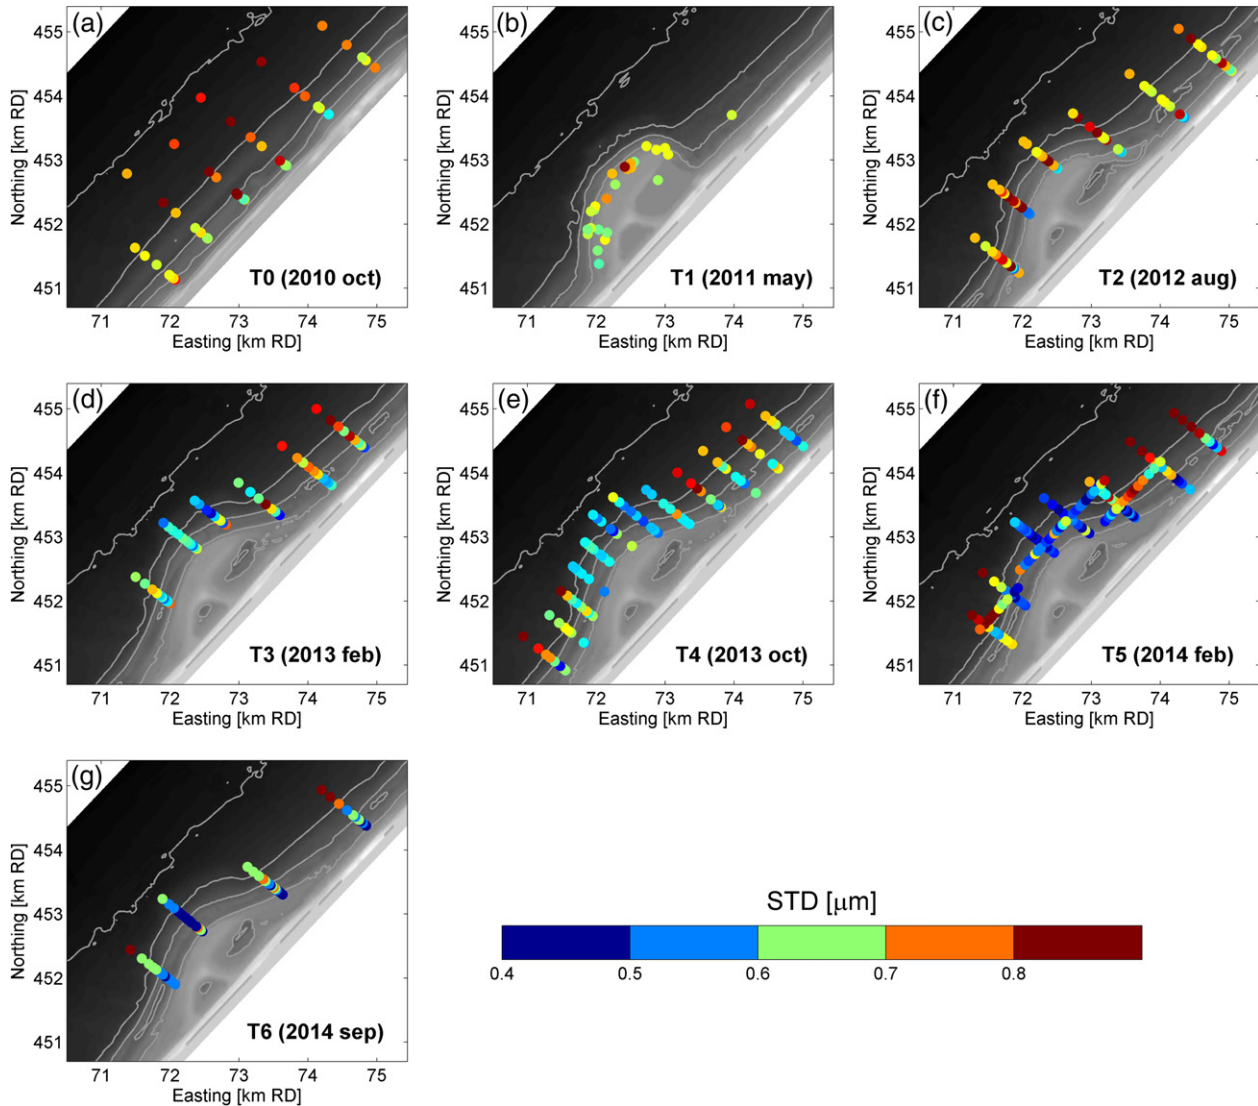 (a)
455
454
453
452
451
Northing [km RD]
T0 (2010 oct)
71 72 73 74 75
Easting [km RD]
(b)
455
454
453
452
451
Northing [km RD]
T1 (2011 may)
71 72 73 74 75
Easting [km RD]
(c)
455
454
453
452
451
Northing [km RD]
T2 (2012 aug)
71 72 73 74 75
Easting [km RD]
(d)
455
454
453
452
451
Northing [km RD]
T3 (2013 feb)
71 72 73 74 75
Easting [km RD]
(e)
455
454
453
452
451
Northing [km RD]
T4 (2013 oct)
71 72 73 74 75
Easting [km RD]
(f)
455
454
453
452
451
Northing [km RD]
T5 (2014 feb)
71 72 73 74 75
Easting [km RD]
(g)
455
454
453
452
451
Northing [km RD]
T6 (2014 sep)
71 72 73 74 75
Easting [km RD]
STD [μm]
0.4 0.5 0.6 0.7 0.8